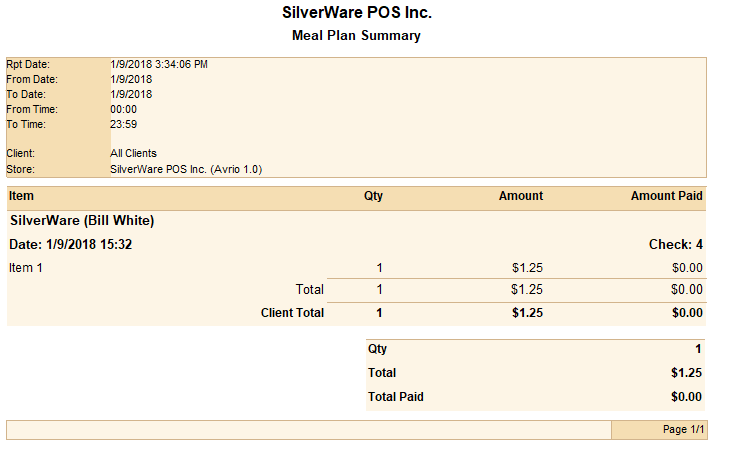 SilverWare POS Inc.
Meal Plan Summary
Rpt Date: 1/9/2018 3:34:06 PM
From Date: 1/9/2018
To Date: 1/9/2018
From Time: 00:00
To Time: 23:59
Client: All Clients
Store: SilverWare POS Inc. (Avrio 1.0)
Item Qty Amount Amount Paid
SilverWare (Bill White)
Date: 1/9/2018 15:32 Check: 4
Item 1 1 $1.25 $0.00
Total 1 $1.25 $0.00
Client Total 1 $1.25 $0.00
Qty 1
Total $1.25
Total Paid $0.00
Page 1/1